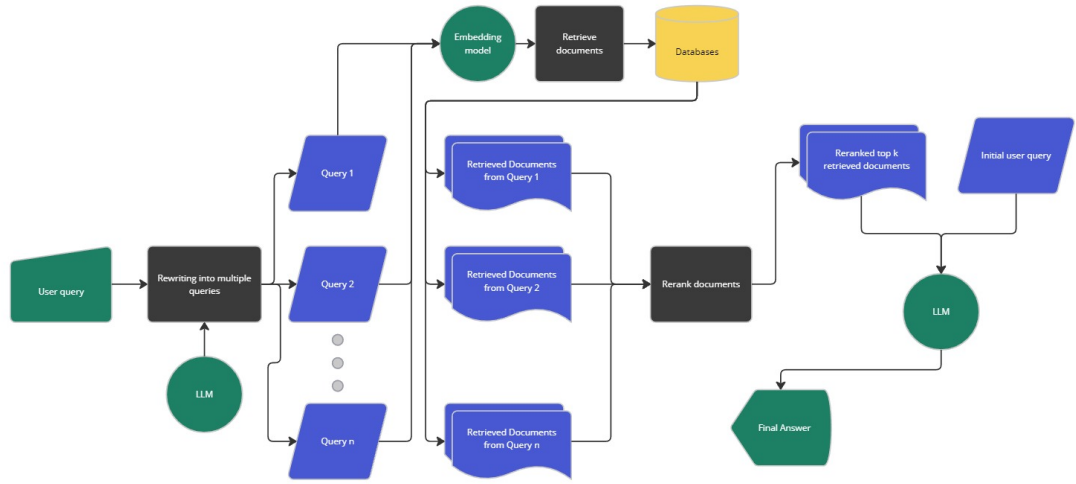 Embedding
model
Retrieve
documents
Databases
Query 1
Retrieved Documents
from Query 1
Reranked top k
retrieved documents
Initial user query
User query
Rewriting into multiple
queries
Query 2
Retrieved Documents
from Query 2
Rerank documents
LLM
LLM
Query n
Retrieved Documents
from Query n
Final Answer